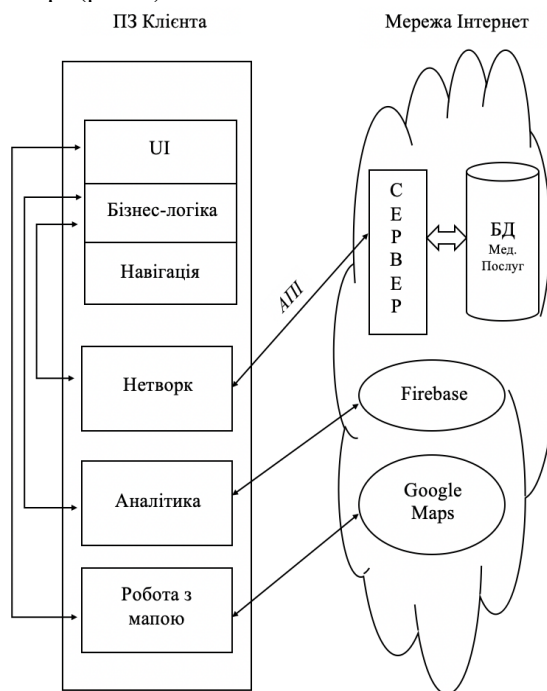 ПЗ Клієнта
Мережа Інтернет
UI
Бізнес-логіка
Навігація
С
Е
Р
В
Е
Р
БД
Мед.
Послуг
АПІ
Нетворк
Firebase
Аналітика
Google
Maps
Робота з
мапою